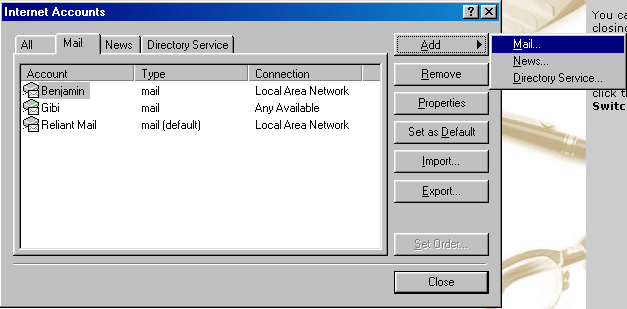 Internet Accounts
All Mail News Directory Service
Add
Mail...
News...
Directory Service...
Account Type Connection
Benjamin mail Local Area Network
Gibi mail Any Available
Reliant Mail mail (default) Local Area Network
Remove
Properties
Set as Default
Import...
Export...
Set Order...
Close
You ca
closing
click t
Switc